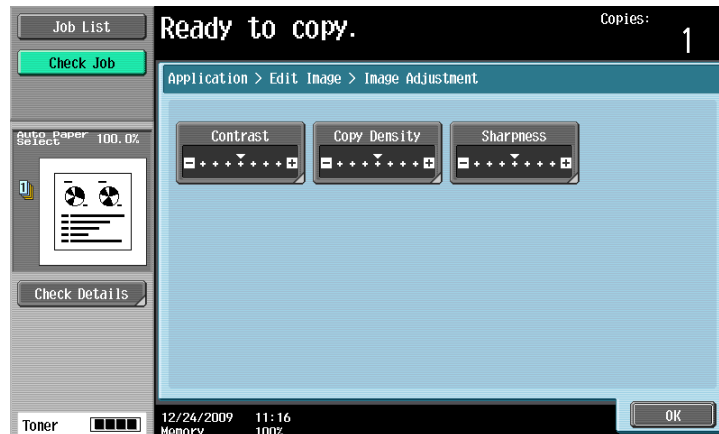 Job List
Ready to copy.
Copies:
1
Check Job
Application > Edit Image > Image Adjustment
Auto Paper
Select
100.0%
Contrast
Copy Density
Sharpness
1
Check Details
Toner
12/24/2009 11:16
Memory 100%
OK